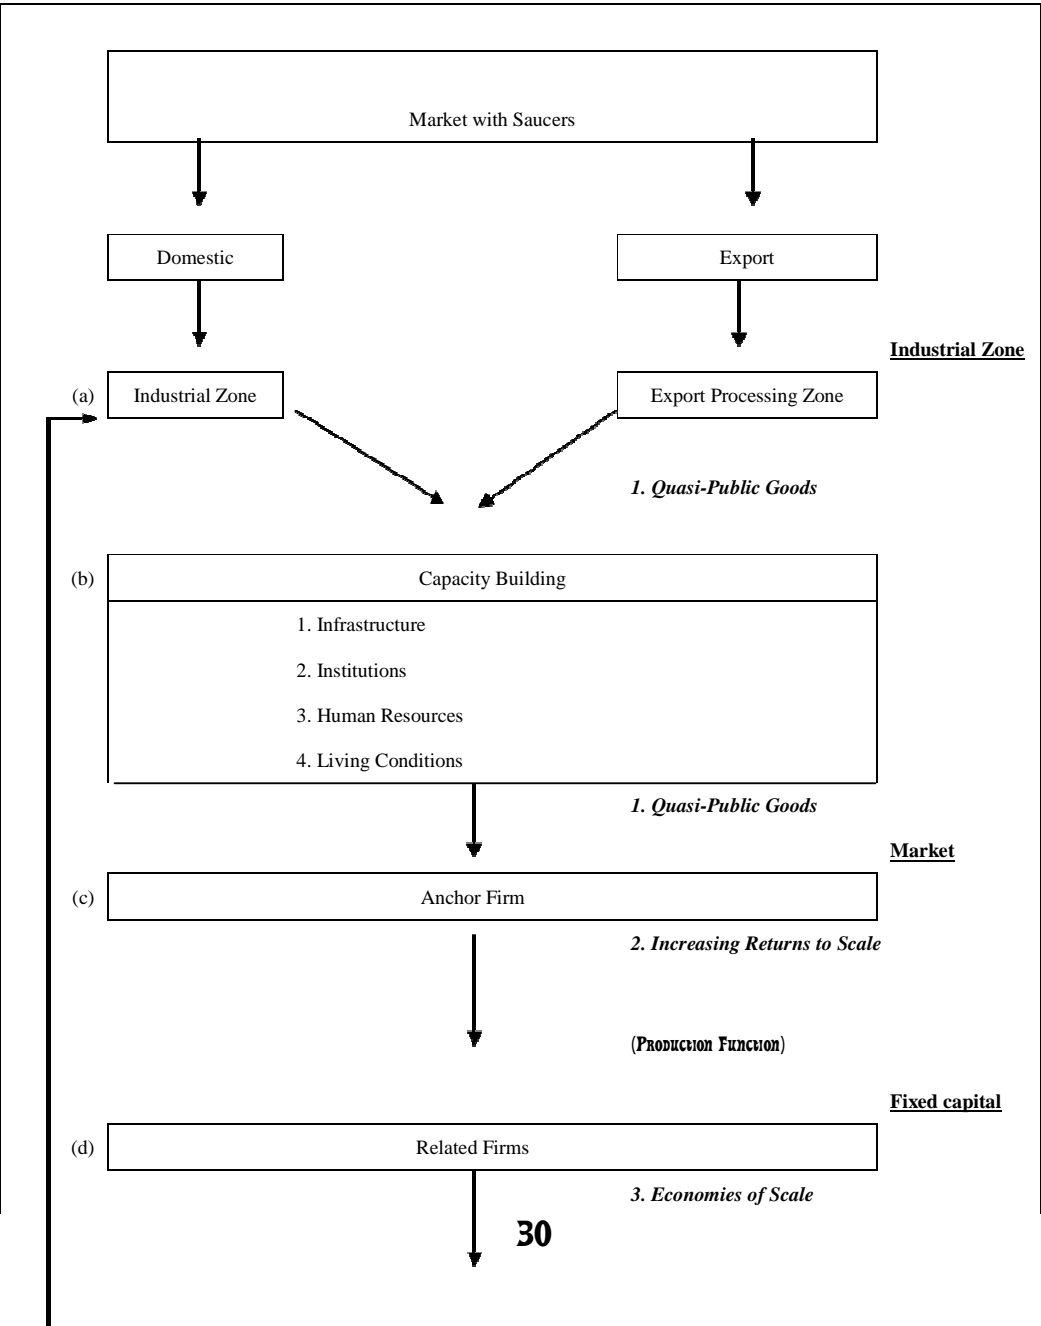 Market with Saucers
Domestic
Export
Industrial Zone
(a)
Industrial Zone
Export Processing Zone
1. Quasi-Public Goods
(b)
Capacity Building
1. Infrastructure
2. Institutions
3. Human Resources
4. Living Conditions
1. Quasi-Public Goods
Market
(c)
Anchor Firm
2. Increasing Returns to Scale
(Production Function)
Fixed capital
(d)
Related Firms
3. Economies of Scale
30